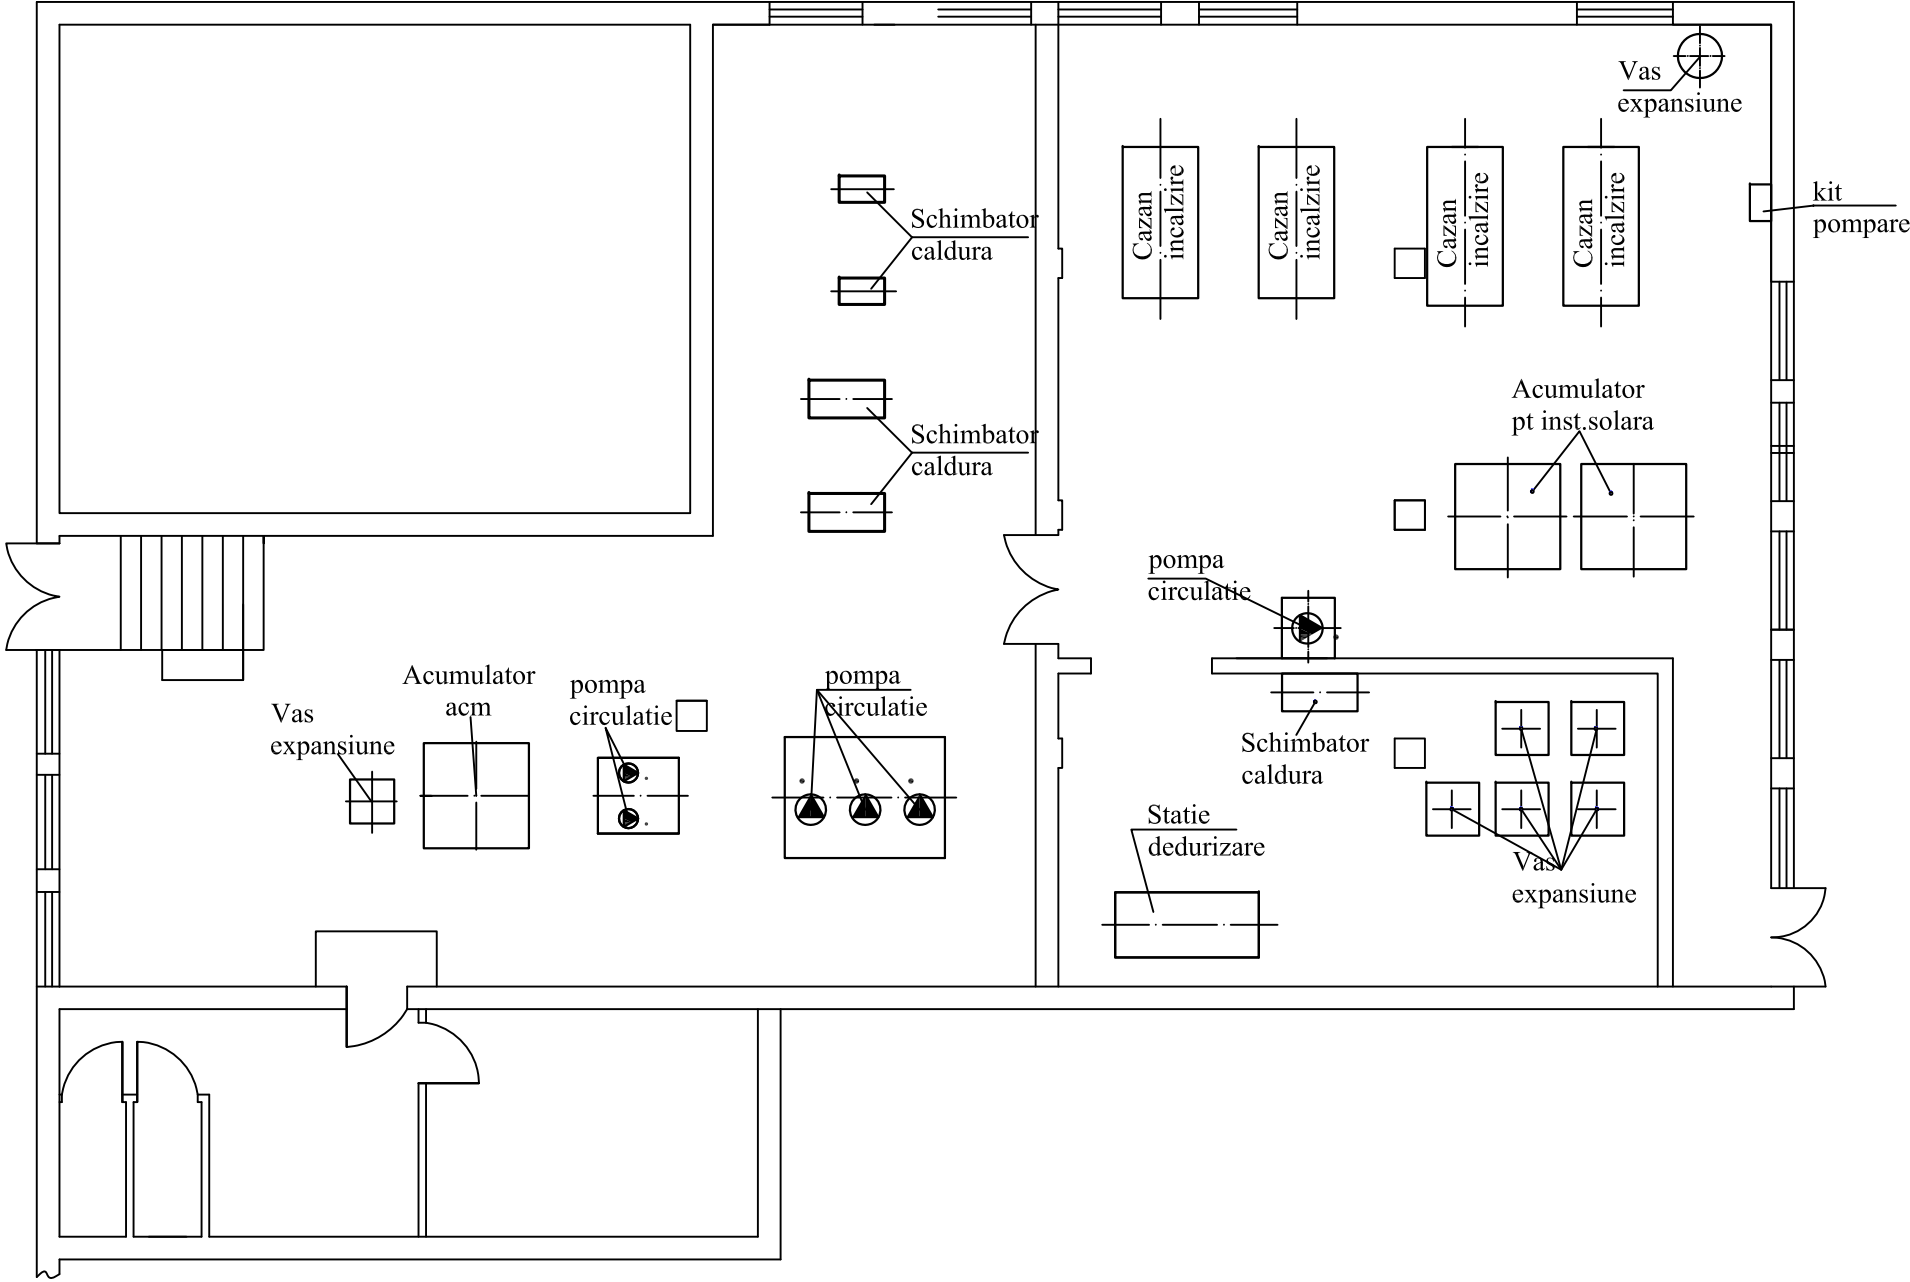 Vas
expansiune
Cazan
incalzire
Cazan
incalzire
Cazan
incalzire
Cazan
incalzire
kit
pompare
Schimbator
caldura
Acumulator
pt inst.solara
Schimbator
caldura
pompa
circulatie
Acumulator
acm
pompa
circulatie
pompa
circulatie
Vas
expansiune
Schimbator
caldura
Statie
dedurizare
Vas
expansiune